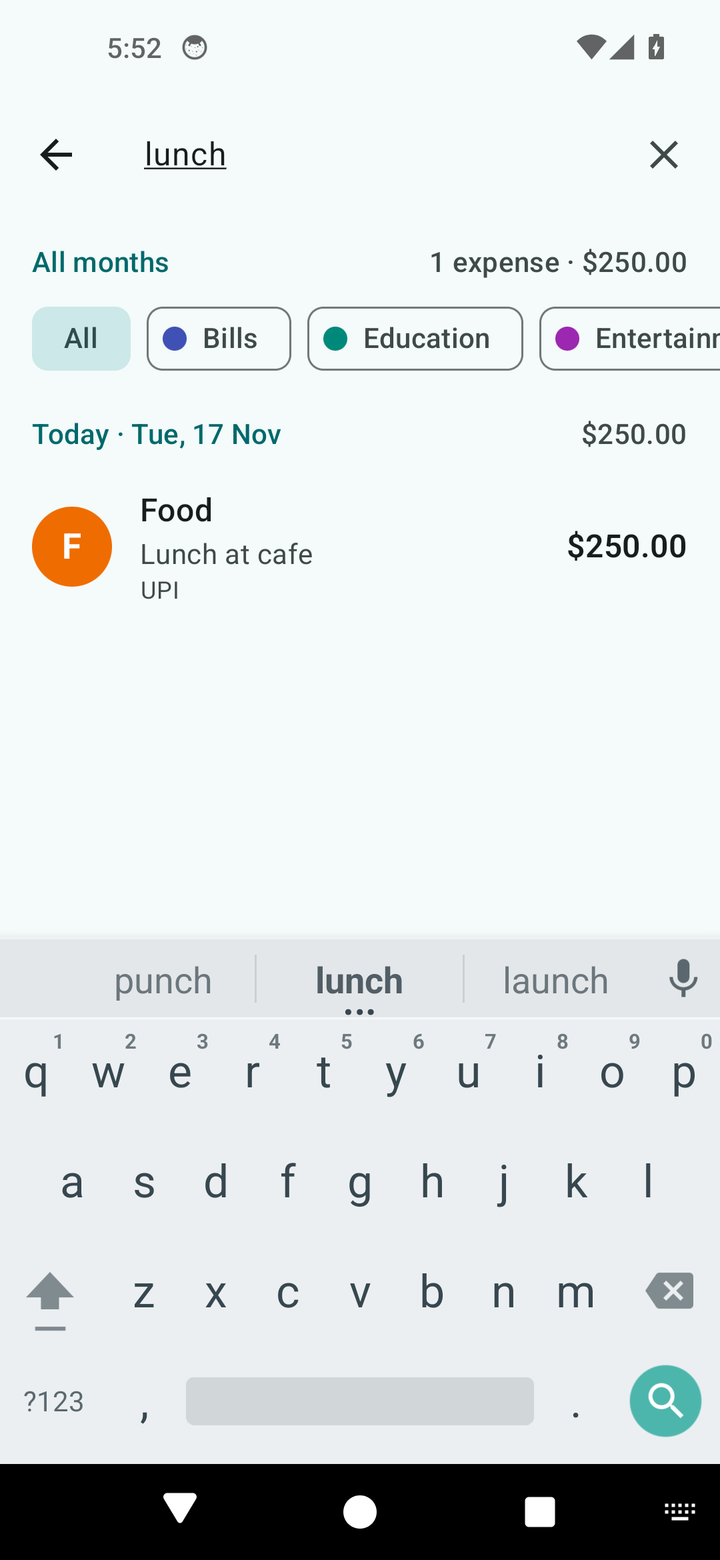 5:52
lunch
All months 1 expense · $250.00
All Bills Education Entertainm
Today · Tue, 17 Nov $250.00
Food
F Lunch at cafe $250.00
UPI
punch lunch launch
1 2 3 4 5 6 7 8 9 0
q w e r t y u i o p
a s d f g h j k l
z x c v b n m
?123 , .